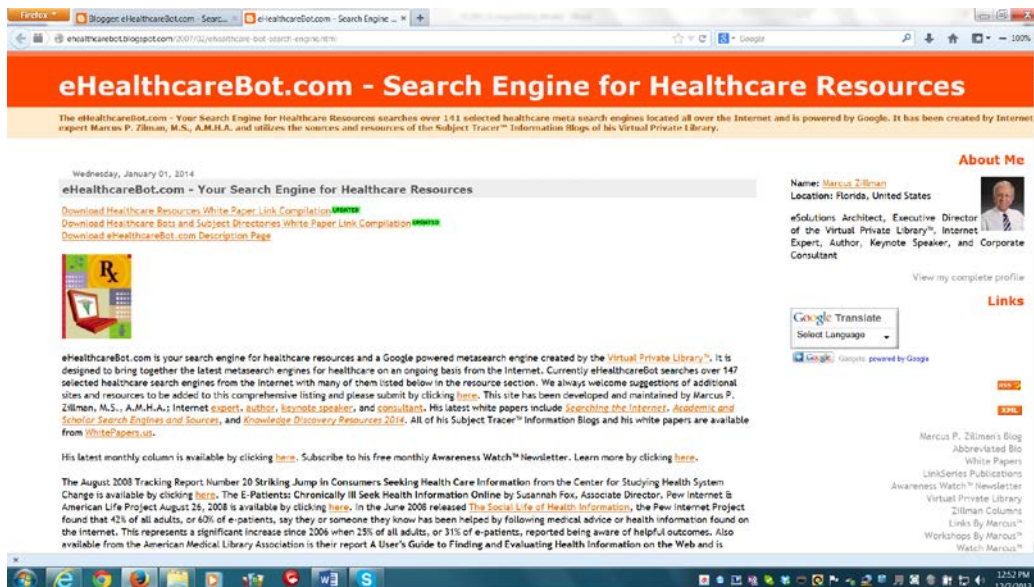 Firefox
Blogger: eHealthcareBot.com - Searc...
eHealthcareBot.com - Search Engine ...
ehealthcarebot.blogspot.com/2007/02/ehealthcare-bot-search-engine.html
Google
100%
eHealthcareBot.com - Search Engine for Healthcare Resources
The eHealthcareBot.com - Your Search Engine for Healthcare Resources searches over 141 selected healthcare meta search engines located all over the Internet and is powered by Google. It has been created by Internet
expert Marcus P. Zillman, M.S., A.M.H.A. and utilizes the sources and resources of the Subject Tracer™ Information Blogs of his Virtual Private Library.
Wednesday, January 01, 2014
eHealthcareBot.com - Your Search Engine for Healthcare Resources
Download Healthcare Resources White Paper Link Compilation UPDATED
Download Healthcare Bots and Subject Directories White Paper Link Compilation UPDATED
Download eHealthcareBot.com Description Page
Rx
eHealthcareBot.com is your search engine for healthcare resources and a Google powered metasearch engine created by the Virtual Private Library™. It is
designed to bring together the latest metasearch engines for healthcare on an ongoing basis from the Internet. Currently eHealthcareBot searches over 147
selected healthcare search engines from the Internet with many of them listed below in the resource section. We always welcome suggestions of additional
sites and resources to be added to this comprehensive listing and please submit by clicking here. This site has been developed and maintained by Marcus P.
Zillman, M.S., A.M.H.A.; Internet expert, author, keynote speaker, and consultant. His latest white papers include Searching the Internet, Academic and
Scholar Search Engines and Sources, and Knowledge Discovery Resources 2014. All of his Subject Tracer™ Information Blogs and his white papers are available
from WhitePapers.us.
His latest monthly column is available by clicking here. Subscribe to his free monthly Awareness Watch™ Newsletter. Learn more by clicking here.
The August 2008 Tracking Report Number 20 Striking Jump in Consumers Seeking Health Care Information from the Center for Studying Health System
Change is available by clicking here. The E-Patients: Chronically Ill Seek Health Information Online by Susannah Fox, Associate Director, Pew Internet &
American Life Project August 26, 2008 is available by clicking here. In the June 2008 released The Social Life of Health Information, the Pew Internet Project
found that 42% of all adults, or 60% of e-patients, say they or someone they know has been helped by following medical advice or health information found on
the internet. This represents a significant increase since 2006 when 25% of all adults, or 31% of e-patients, reported being aware of helpful outcomes. Also
available from the American Medical Library Association is their report A User's Guide to Finding and Evaluating Health Information on the Web and is
About Me
Name: Marcus Zillman
Location: Florida, United States
eSolutions Architect, Executive Director
of the Virtual Private Library™, Internet
Expert, Author, Keynote Speaker, and Corporate
Consultant
View my complete profile
Links
Google Translate
Select Language
Google Gadgets powered by Google
RSS
XML
Marcus P. Zillman's Blog
Abbreviated Bio
White Papers
LinkSeries Publications
Awareness Watch™ Newsletter
Virtual Private Library
Zillman Columns
Links By Marcus™
Workshops By Marcus™
Watch Marcus™
12:52 PM